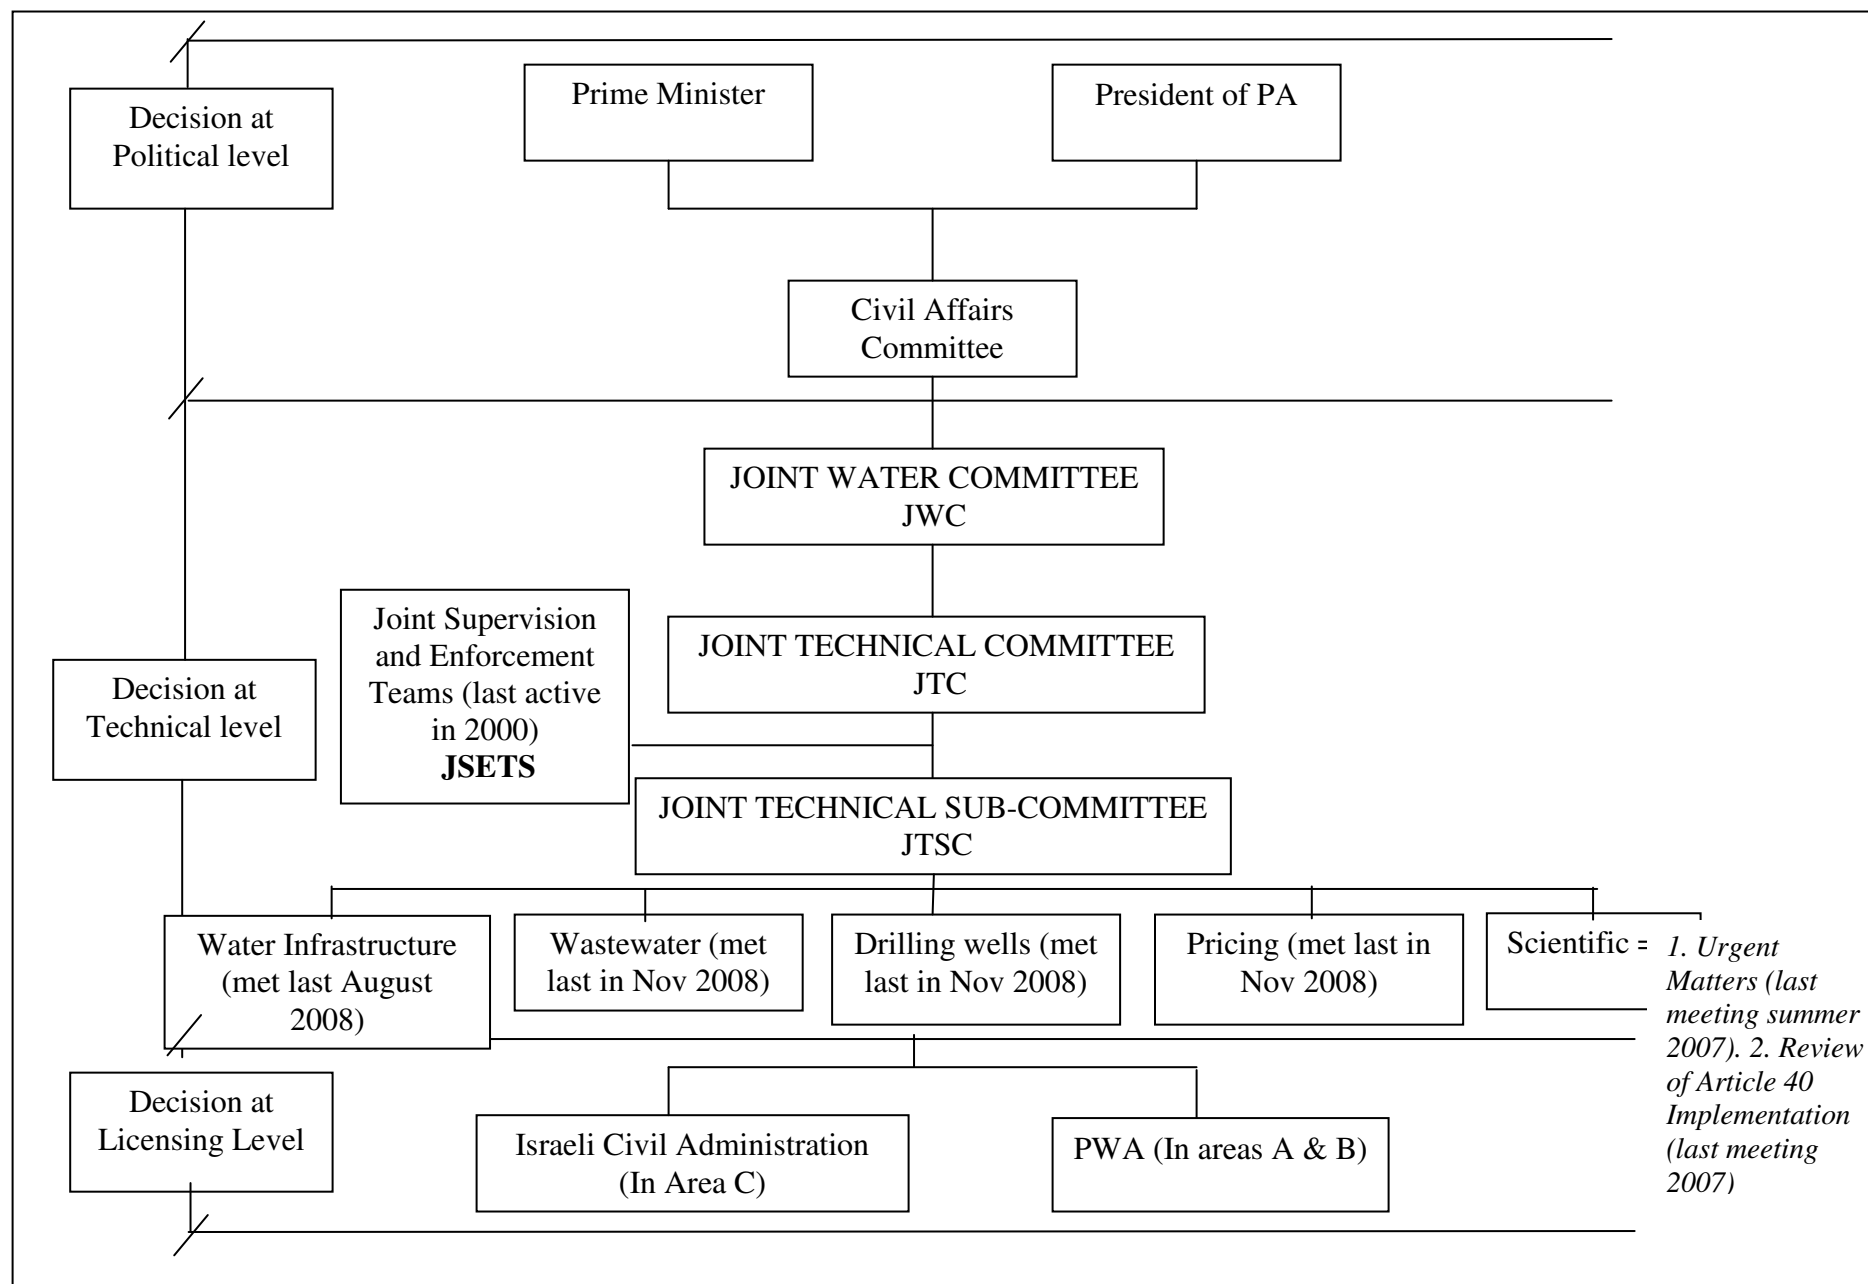 Decision at
Political level
Prime Minister
President of PA
Civil Affairs
Committee
JOINT WATER COMMITTEE
JWC
Joint Supervision
and Enforcement
Teams (last active
in 2000)
JSETS
JOINT TECHNICAL COMMITTEE
JTC
Decision at
Technical level
JOINT TECHNICAL SUB-COMMITTEE
JTSC
Water Infrastructure
(met last August
2008)
Wastewater (met
last in Nov 2008)
Drilling wells (met
last in Nov 2008)
Pricing (met last in
Nov 2008)
Scientific =
1. Urgent
Matters (last
meeting summer
2007). 2. Review
of Article 40
Implementation
(last meeting
2007)
Decision at
Licensing Level
Israeli Civil Administration
(In Area C)
PWA (In areas A & B)